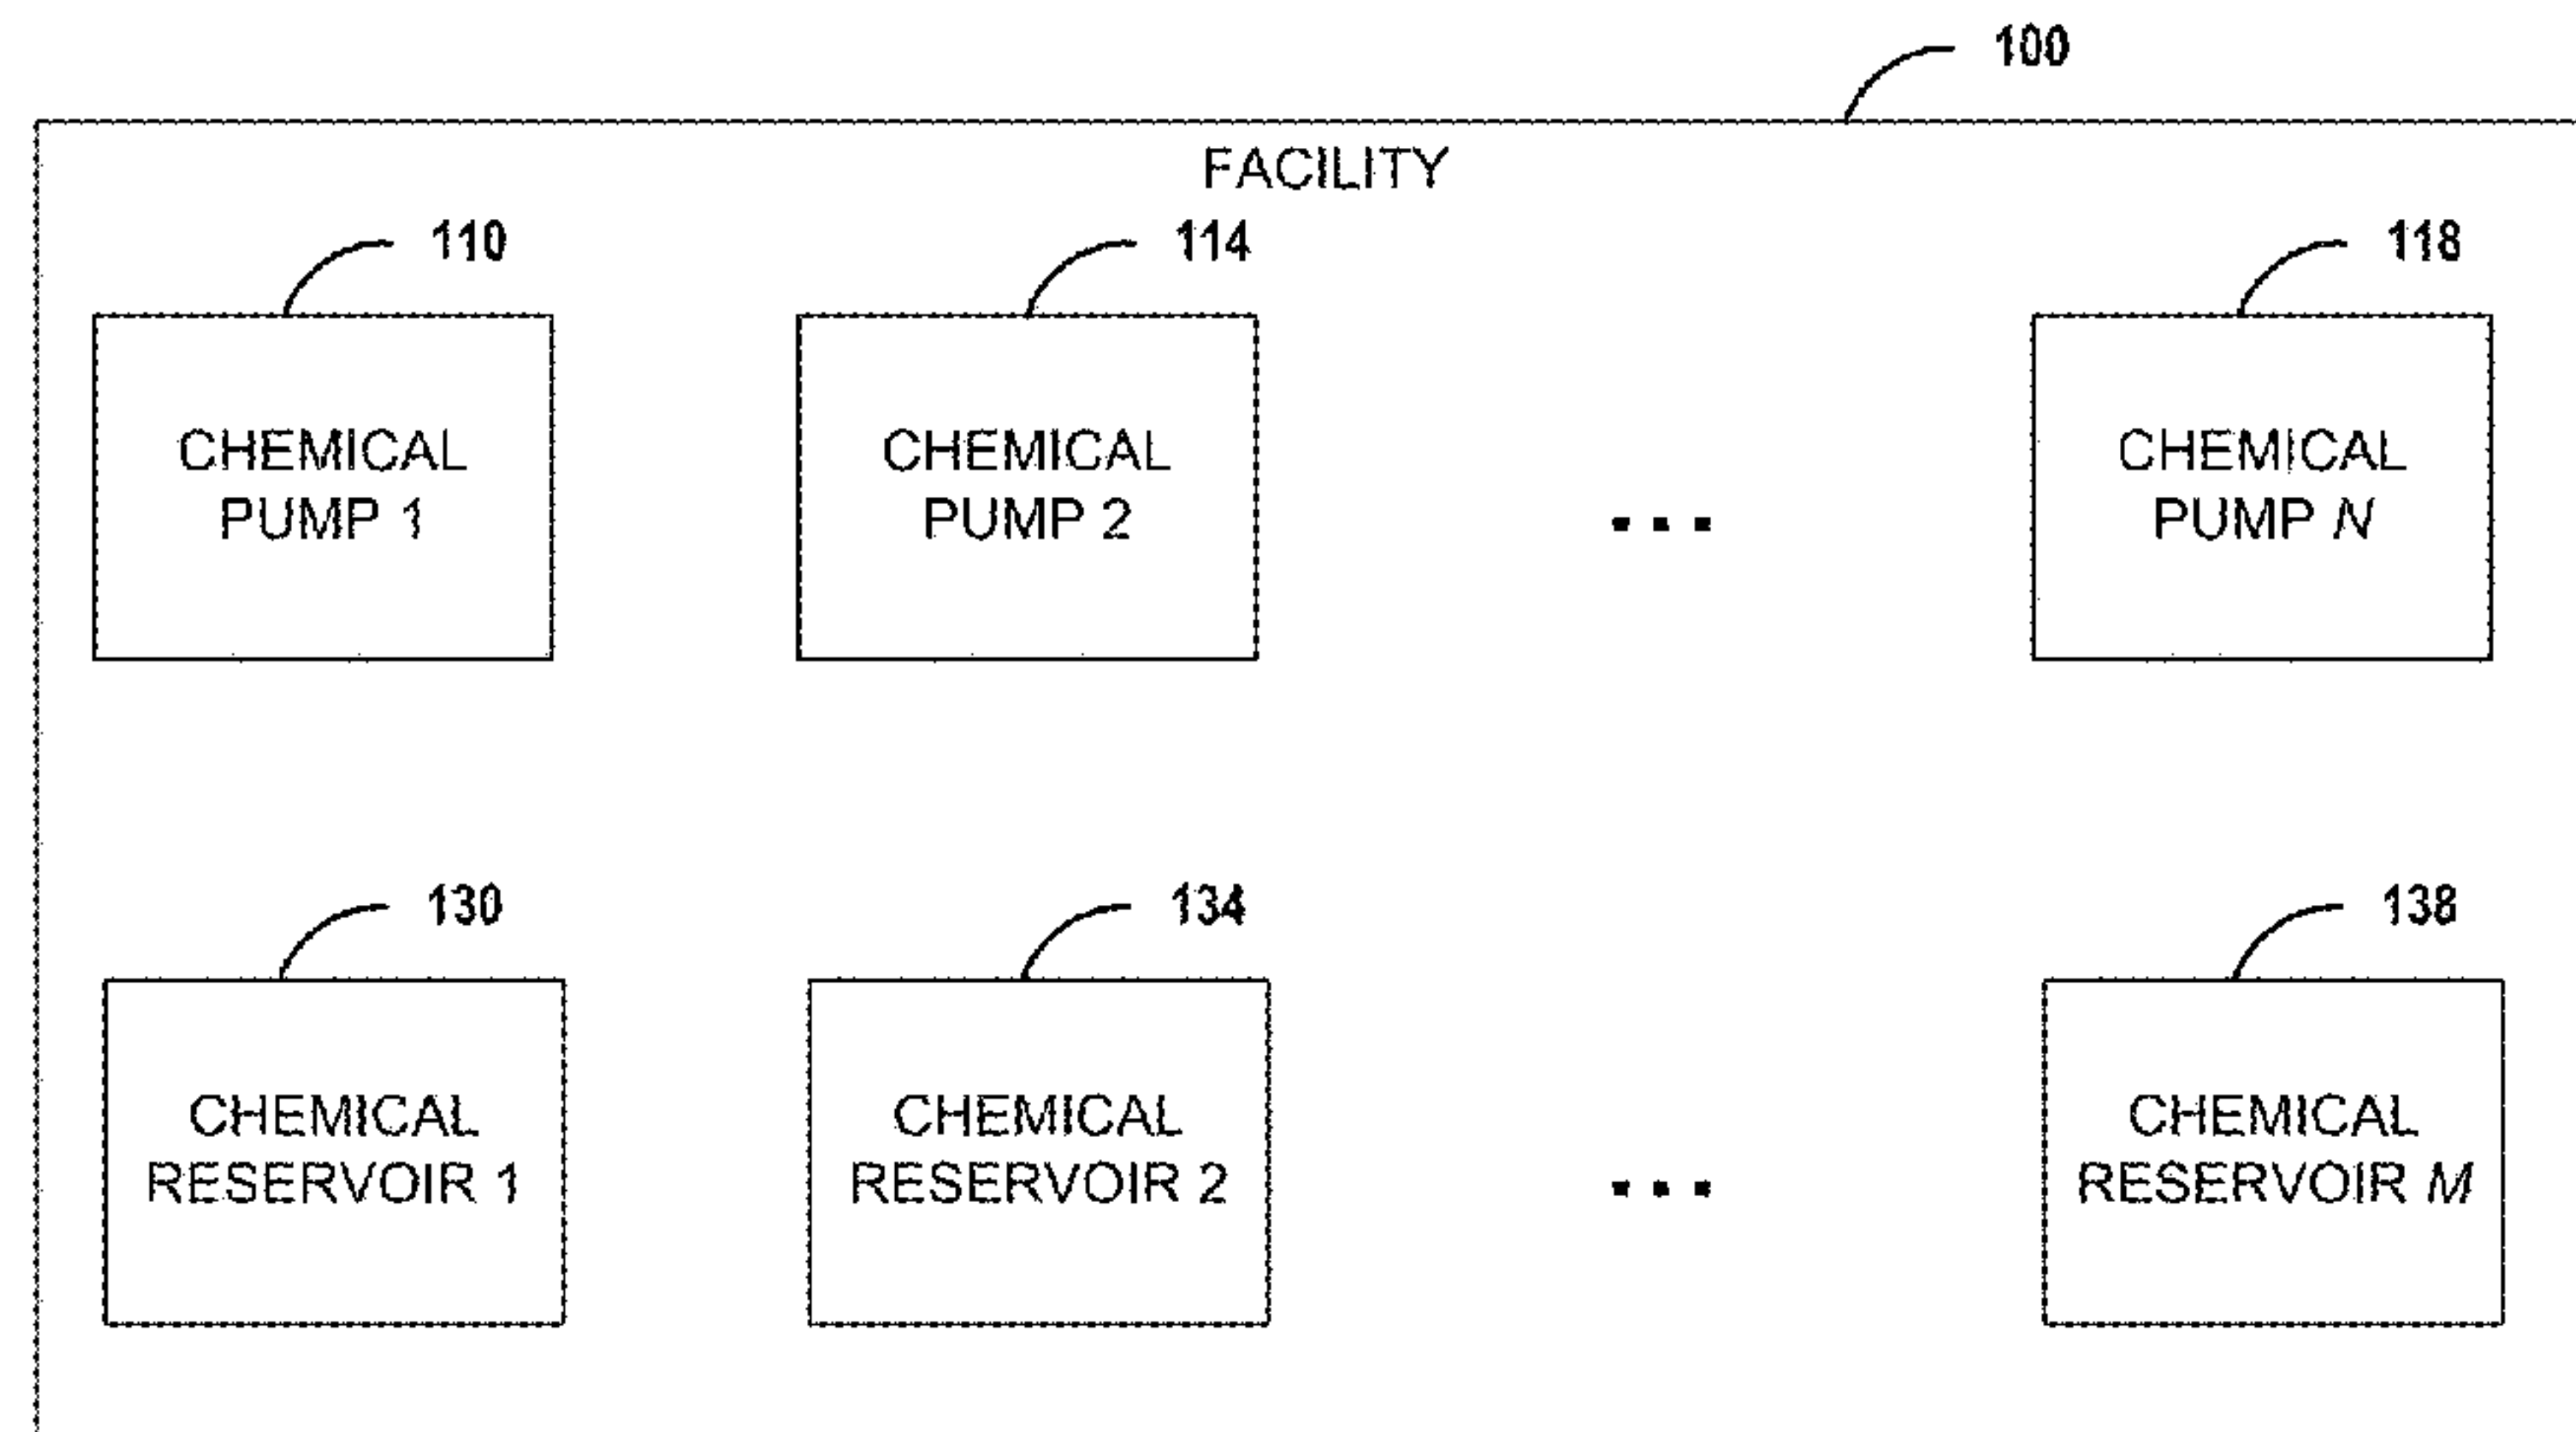 100
FACILITY
110
114
118
CHEMICAL
PUMP 1
CHEMICAL
PUMP 2
...
CHEMICAL
PUMP N
130
134
138
CHEMICAL
RESERVOIR 1
CHEMICAL
RESERVOIR 2
...
CHEMICAL
RESERVOIR M